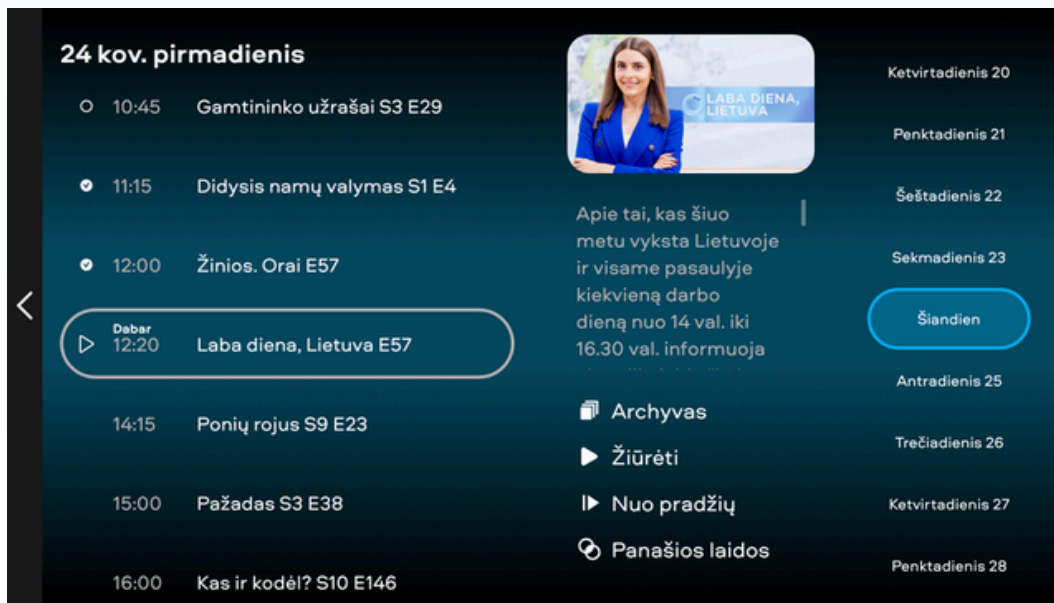 24 kov. pirmadienis
10:45 Gamtininko užrašai S3 E29
11:15 Didysis namų valymas S1 E4
12:00 Žinios. Orai E57
Dabar
12:20 Laba diena, Lietuva E57
14:15 Ponių rojus S9 E23
15:00 Pažadas S3 E38
16:00 Kas ir kodėl? S10 E146
LABA DIENA,
LIETUVA
Apie tai, kas šiuo
metu vyksta Lietuvoje
ir visame pasaulyje
kiekvieną darbo
dieną nuo 14 val. iki
16.30 val. informuoja
Archyvas
Žiūrėti
Nuo pradžių
Panašios laidos
Ketvirtadienis 20
Penktadienis 21
Šeštadienis 22
Sekmadienis 23
Šiandien
Antradienis 25
Trečiadienis 26
Ketvirtadienis 27
Penktadienis 28